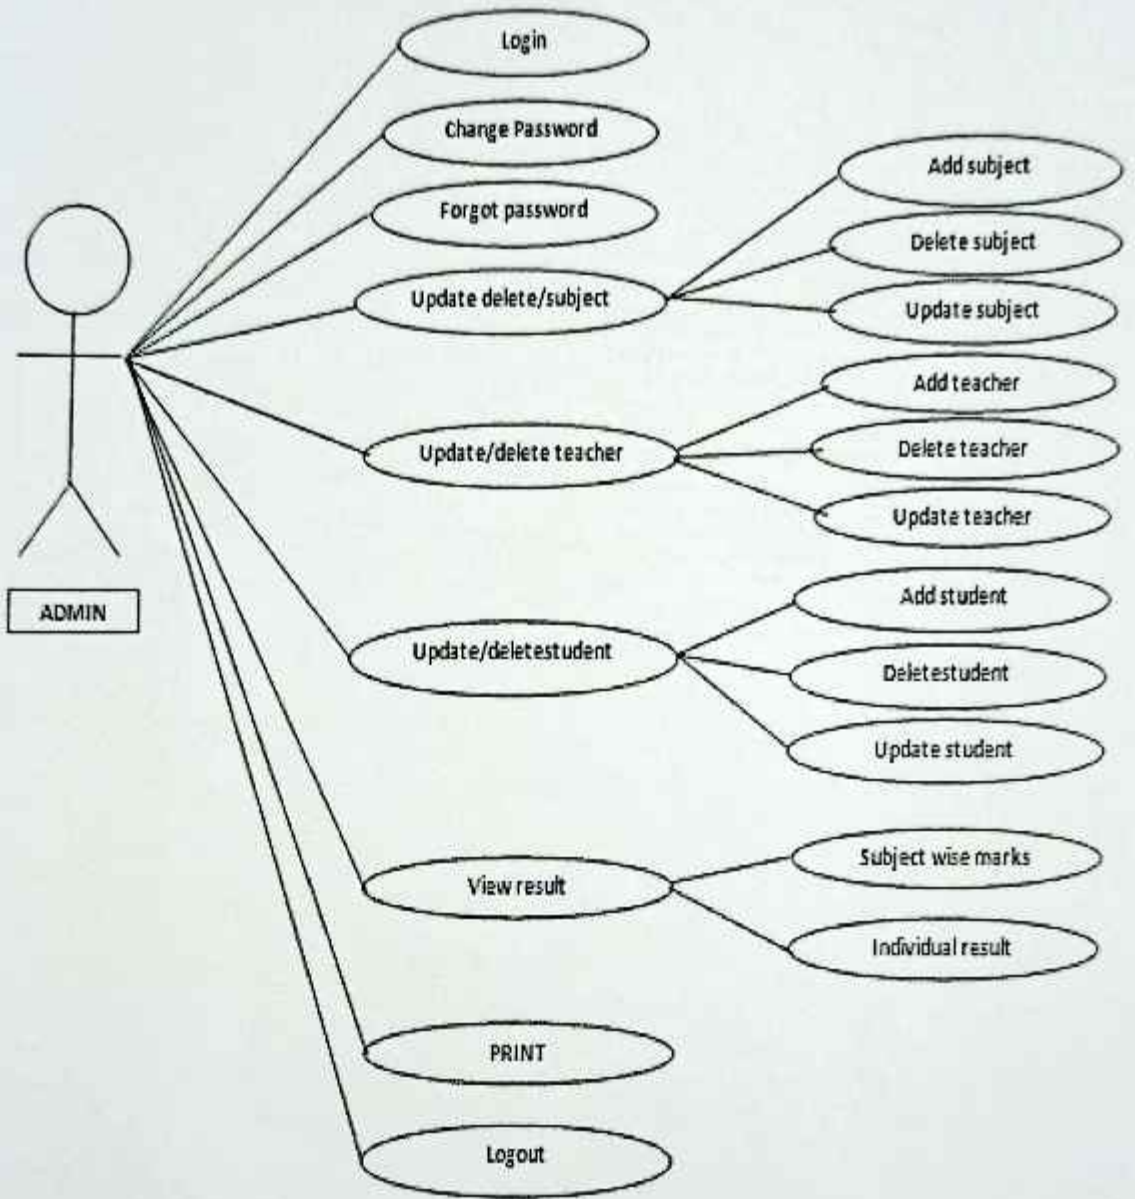 Login
Change Password
Forgot password
Update delete/subject
Add subject
Delete subject
Update subject
Update/delete teacher
Add teacher
Delete teacher
Update teacher
ADMIN
Update/deletestudent
Add student
Deletestudent
Update student
View result
Subject wise marks
Individual result
PRINT
Logout